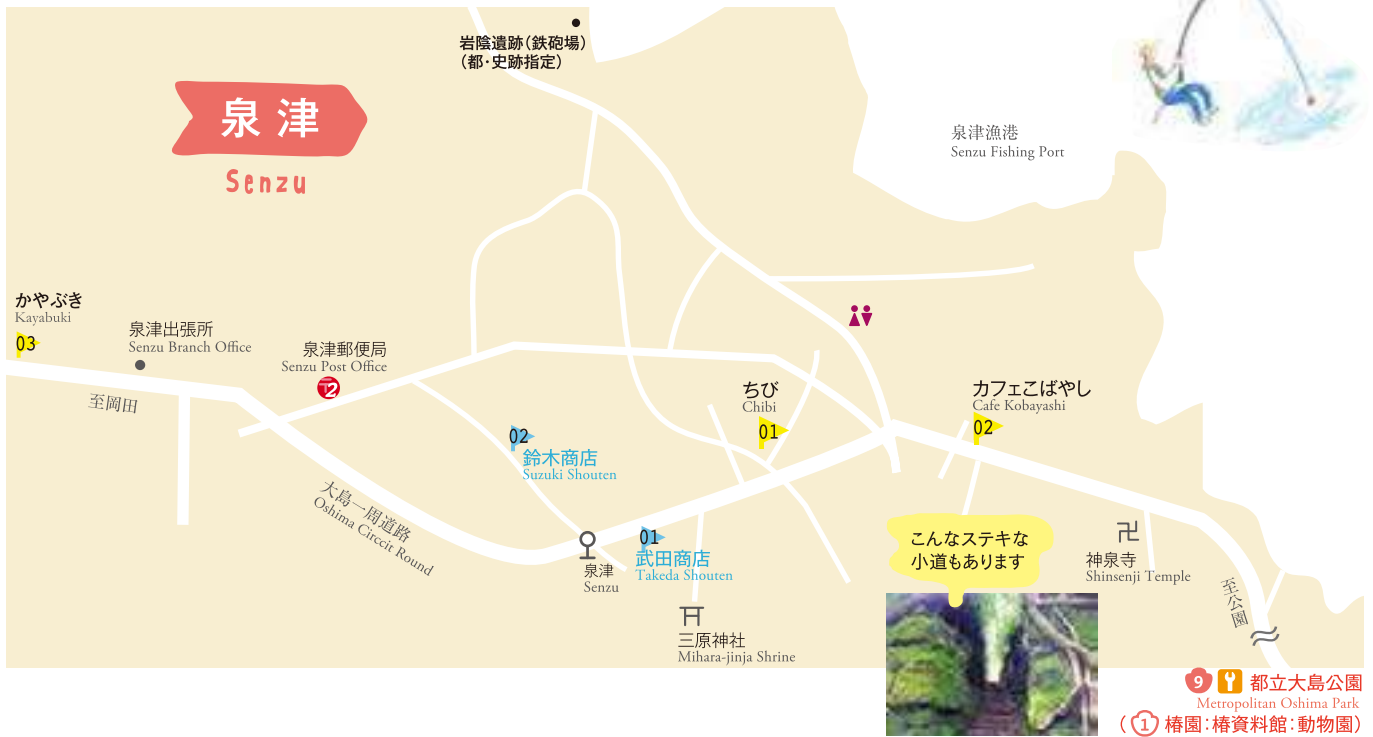 岩陰遺跡（鉄砲場）
（都・史跡指定）
泉津
Senzu
泉津漁港
Senzu Fishing Port
かやぶき
Kayabuki
03
泉津出張所
Senzu Branch Office
泉津郵便局
Senzu Post Office
2
至岡田
ちび
Chibi
01
カフェこばやし
Cafe Kobayashi
02
02
鈴木商店
Suzuki Shouten
大島一周道路
Oshima Circcit Round
01
武田商店
Takeda Shouten
泉津
Senzu
こんなステキな
小道もあります
神泉寺
Shinsenji Temple
至公園
三原神社
Mihara-jinja Shrine
9 都立大島公園
Metropolitan Oshima Park
（1 椿園：椿資料館：動物園）